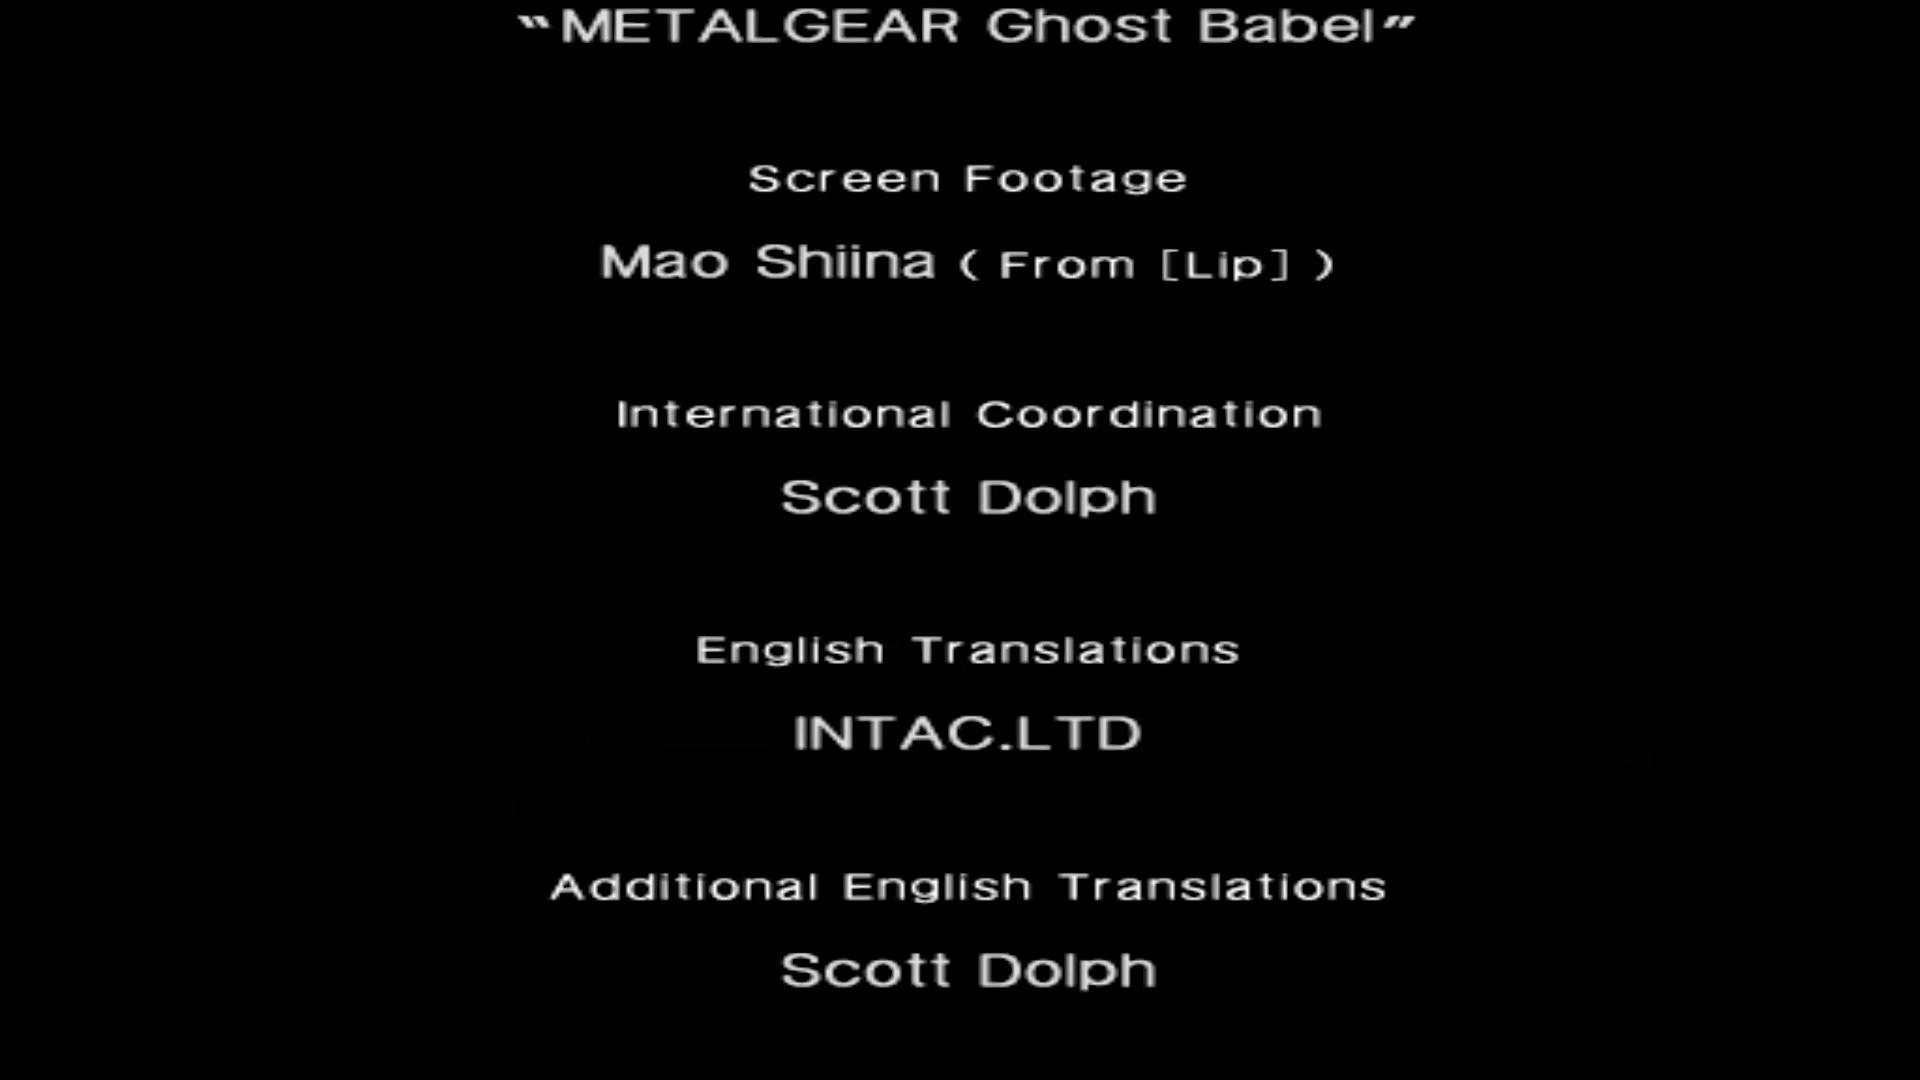 “METALGEAR Ghost Babel”
Screen Footage
Mao Shiina ( From [Lip] )
International Coordination
Scott Dolph
English Translations
INTAC.LTD
Additional English Translations
Scott Dolph